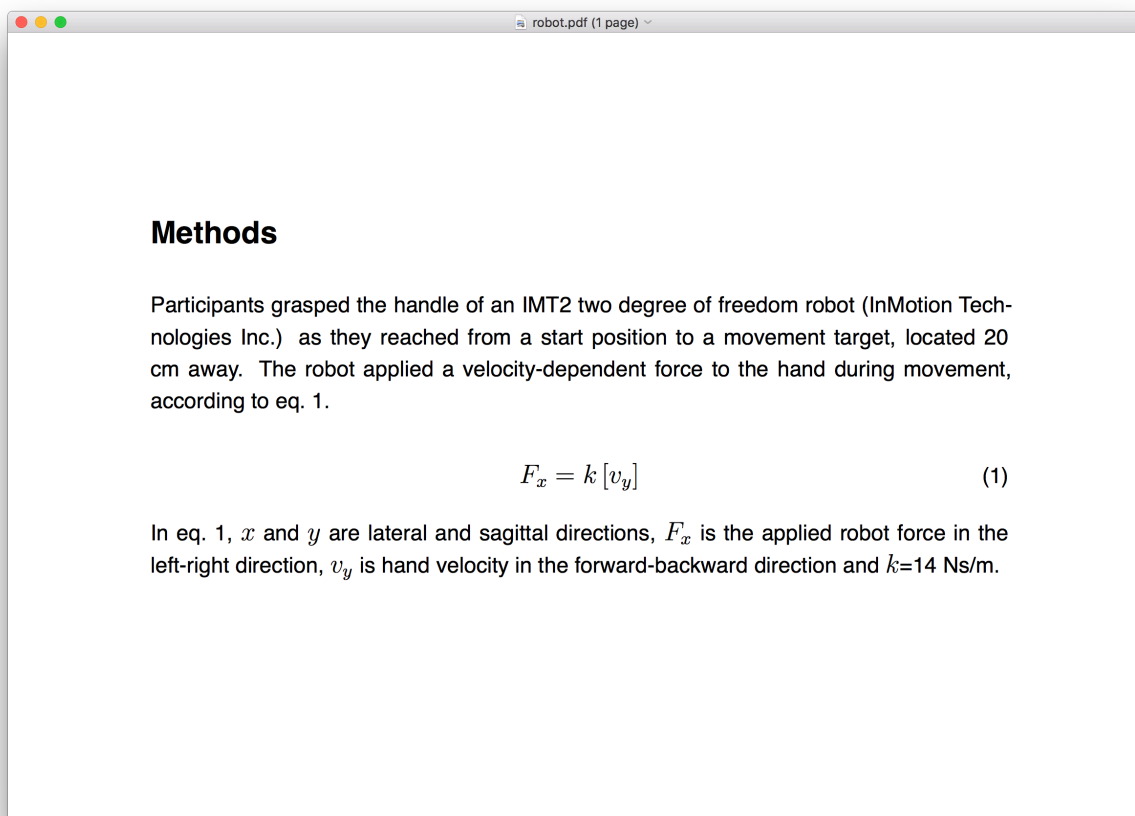 robot.pdf (1 page)
Methods
Participants grasped the handle of an IMT2 two degree of freedom robot (InMotion Tech-
nologies Inc.) as they reached from a start position to a movement target, located 20
cm away. The robot applied a velocity-dependent force to the hand during movement,
according to eq. 1.
F_x = k [v_y] (1)
In eq. 1, x and y are lateral and sagittal directions, F_x is the applied robot force in the
left-right direction, v_y is hand velocity in the forward-backward direction and k=14 Ns/m.